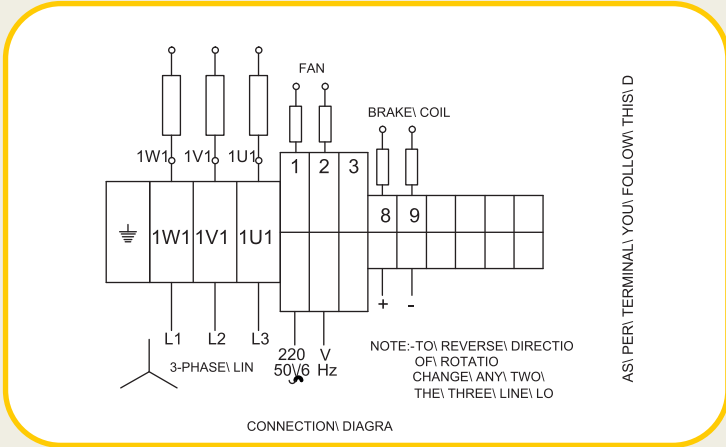 FAN
BRAKE\ COIL
1W1 1V1 1U1
1 2 3
8 9
1W1 1V1 1U1
+ -
L1 L2 L3
3-PHASE\ LIN
220 V
50\/6 Hz
NOTE:-TO\ REVERSE\ DIRECTIO
OF\ ROTATIO
CHANGE\ ANY\ TWO\
THE\ THREE\ LINE\ LO
CONNECTION\ DIAGRA
AS\ PER\ TERMINAL\ YOU\ FOLLOW\ THIS\ D